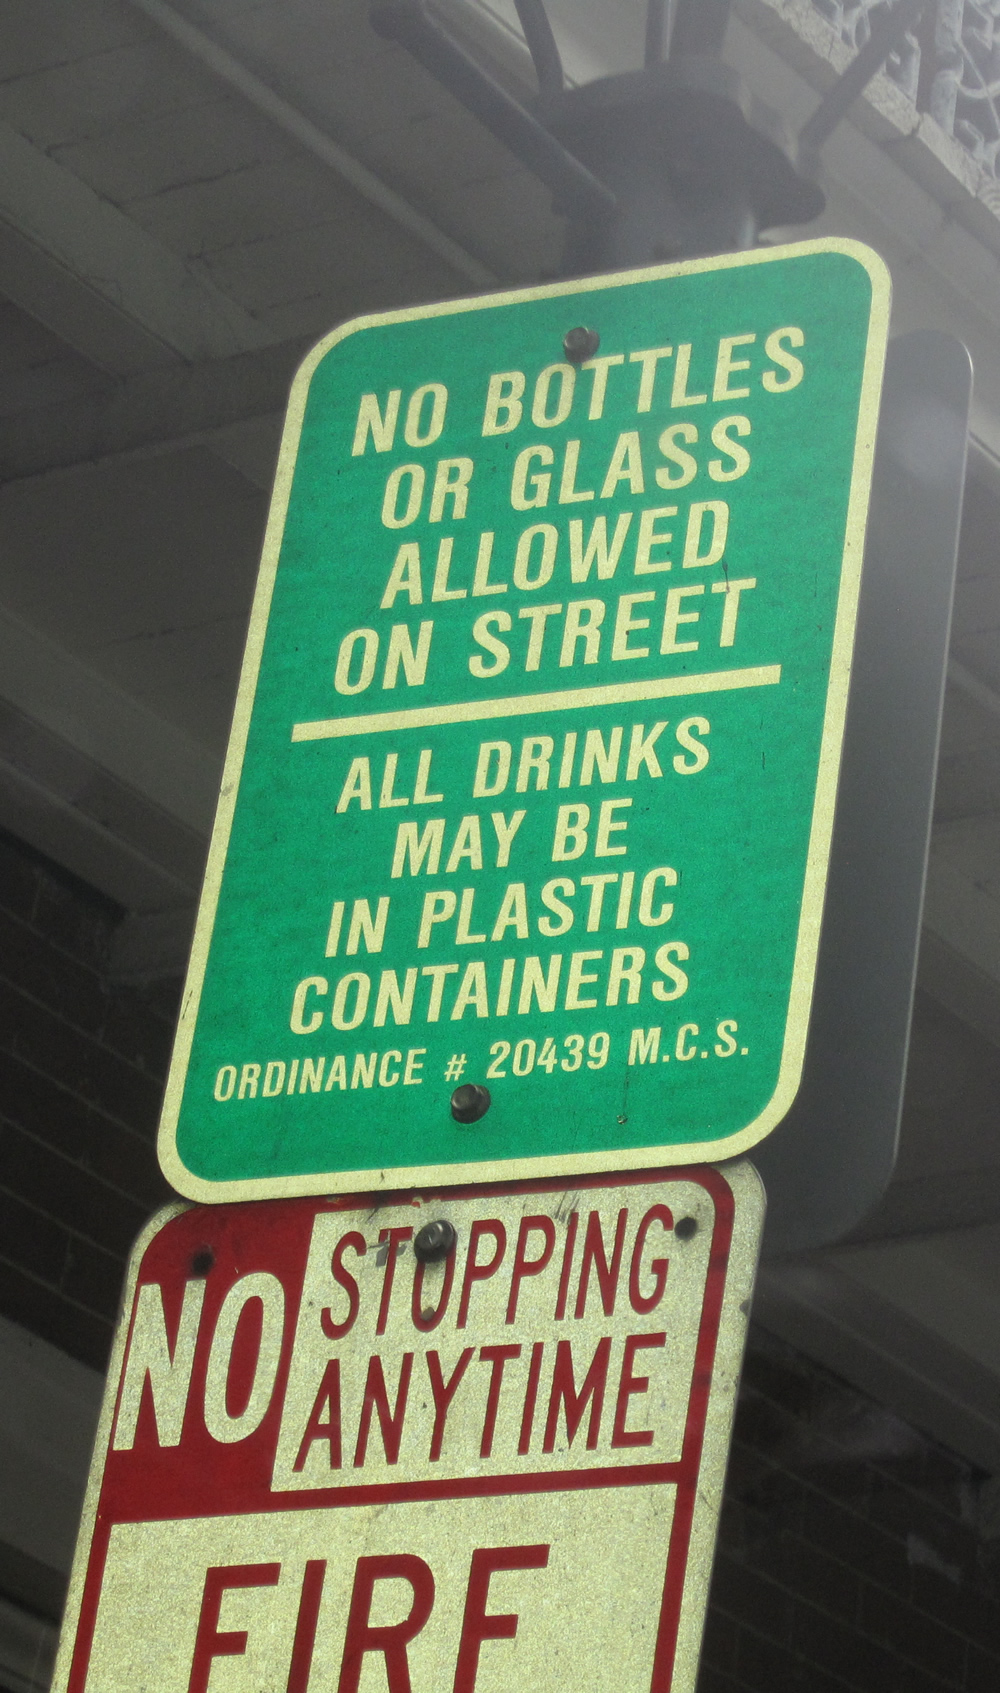 NO BOTTLES
OR GLASS
ALLOWED
ON STREET
ALL DRINKS
MAY BE
IN PLASTIC
CONTAINERS
ORDINANCE # 20439 M.C.S.
NO STOPPING
ANYTIME
FIRE